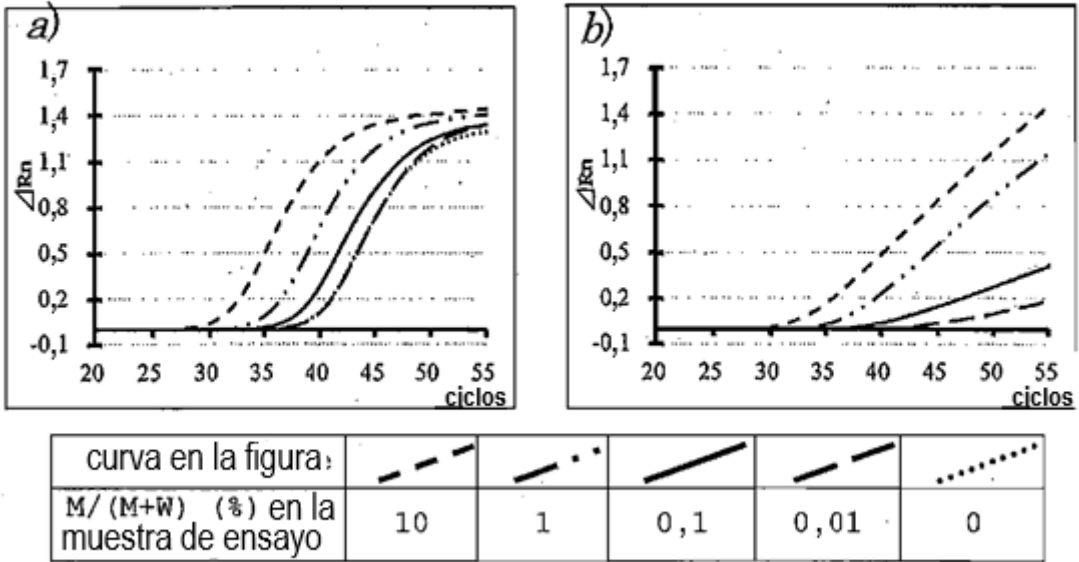 a)
1,7
1,4
1,1
0,8
0,5
0,2
-0,1
ΔRn
20 25 30 35 40 45 50 55
ciclos
b)
1,7
1,4
1,1
0,8
0,5
0,2
-0,1
ΔRn
20 25 30 35 40 45 50 55
ciclos
curva en la figura:
M/(M+W) (%) en la muestra de ensayo 10 1 0,1 0,01 0